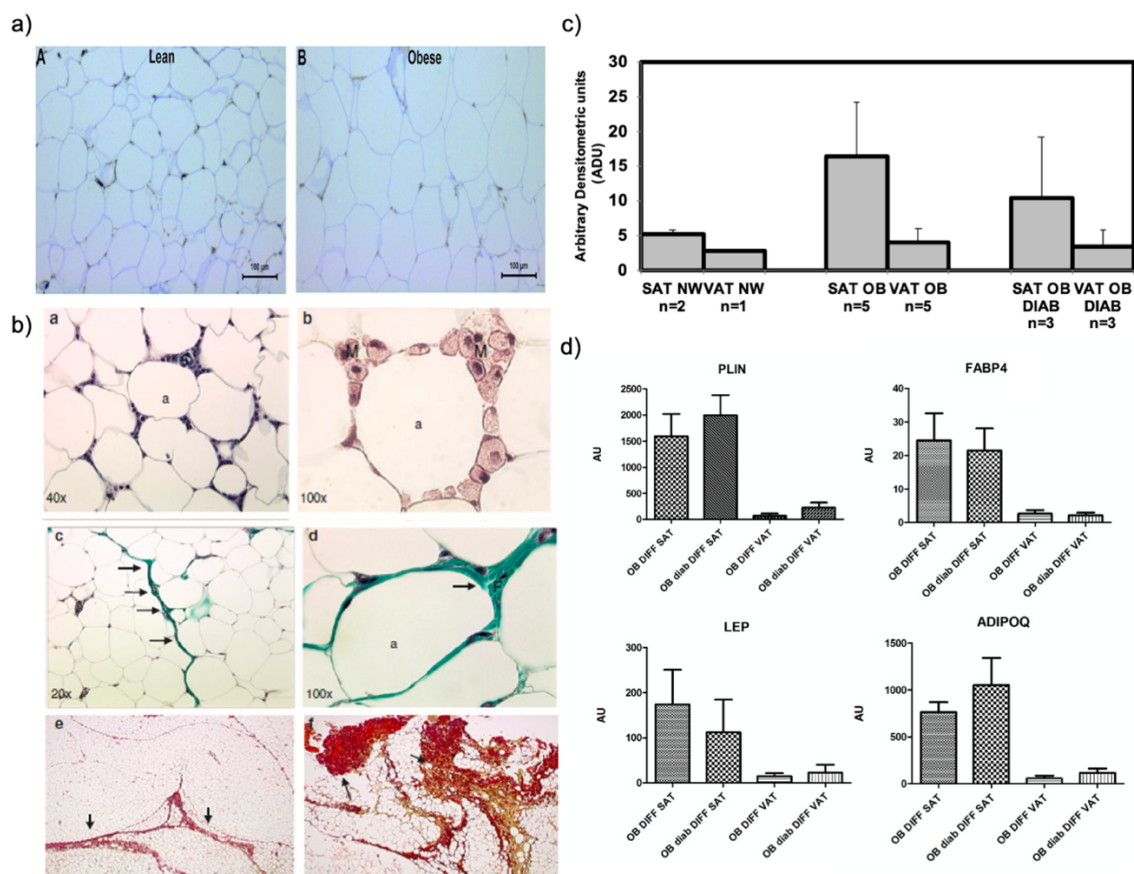 a)
A
Lean
100 µm
B
Obese
100 µm
b)
a
a
40x
b
M
M
a
100x
c
20x
d
F
a
100x
e
f
c)
Arbitrary Densitometric units
(ADU)
30
25
20
15
10
5
0
SAT NW VAT NW
n=2 n=1
SAT OB VAT OB
n=5 n=5
SAT OB VAT OB
DIAB DIAB
n=3 n=3
d)
PLIN
AU
2500
2000
1500
1000
500
0
OB DIFF SAT
OB diab DIFF SAT
OB DIFF VAT
OB diab DIFF VAT
FABP4
AU
40
30
20
10
0
OB DIFF SAT
OB diab DIFF SAT
OB DIFF VAT
OB diab DIFF VAT
LEP
AU
300
200
100
0
OB DIFF SAT
OB diab DIFF SAT
OB DIFF VAT
OB diab DIFF VAT
ADIPOQ
AU
1500
1000
500
0
OB DIFF SAT
OB diab DIFF SAT
OB DIFF VAT
OB diab DIFF VAT